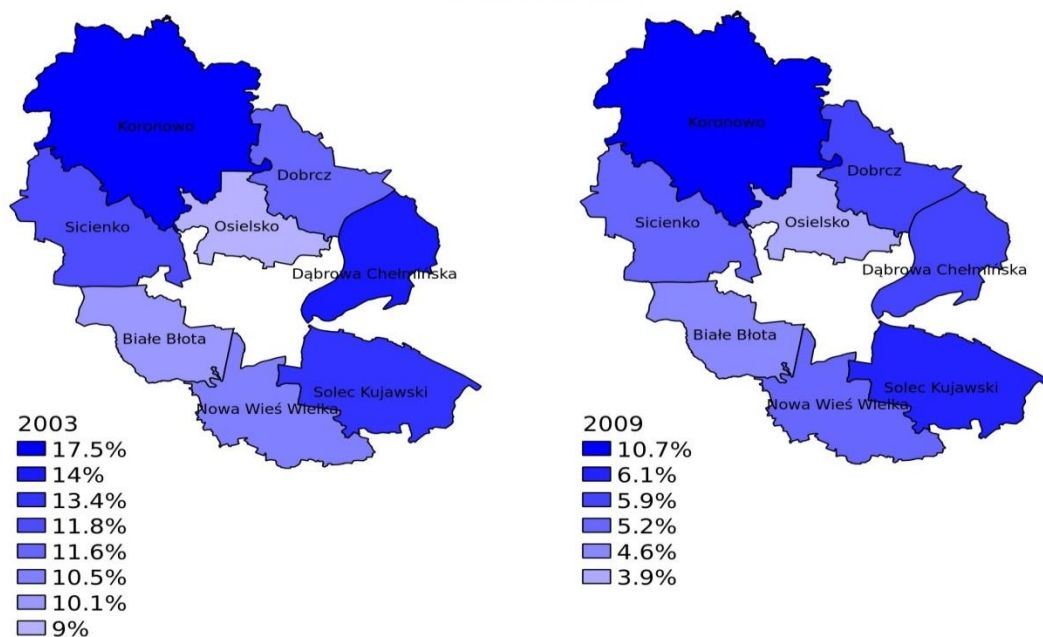 Koronowo
Dobrcz
Sicienko
Osielsko
Dąbrowa Chełmińska
Białe Błota
Solec Kujawski
Nowa Wieś Wielka
2003
17.5%
14%
13.4%
11.8%
11.6%
10.5%
10.1%
9%
Koronowo
Dobrcz
Sicienko
Osielsko
Dąbrowa Chełmińska
Białe Błota
Solec Kujawski
Nowa Wieś Wielka
2009
10.7%
6.1%
5.9%
5.2%
4.6%
3.9%